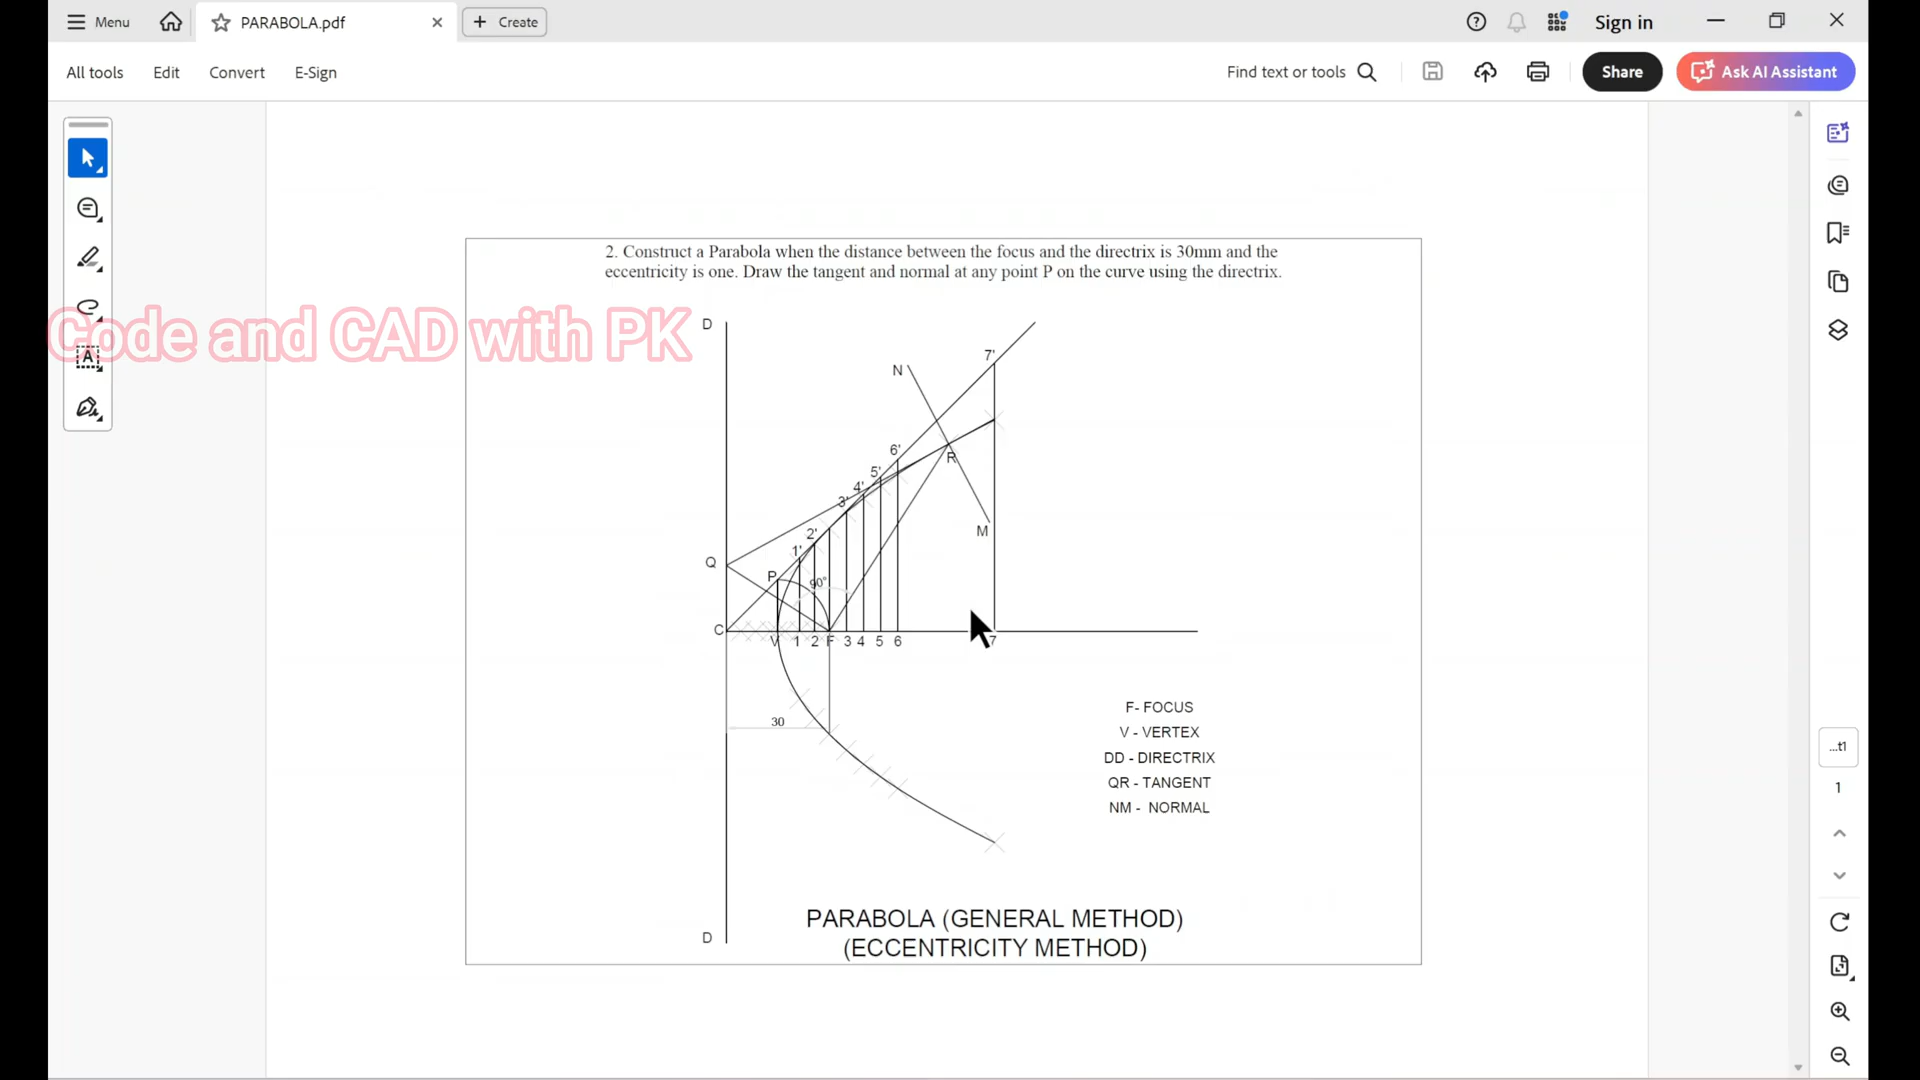 Menu
PARABOLA.pdf
Create
Sign in
All tools
Edit
Convert
E-Sign
Find text or tools
Share
Ask AI Assistant
2. Construct a Parabola when the distance between the focus and the directrix is 30mm and the
eccentricity is one. Draw the tangent and normal at any point P on the curve using the directrix.
Code and CAD with PK
A
D
7'
N
6'
R
5'
4'
3'
M
2'
1'
Q
P
90°
C
V 1 2 F 3 4 5 6 7
F- FOCUS
30
V - VERTEX
DD - DIRECTRIX
QR - TANGENT
NM - NORMAL
...t1
1
PARABOLA (GENERAL METHOD)
D
(ECCENTRICITY METHOD)